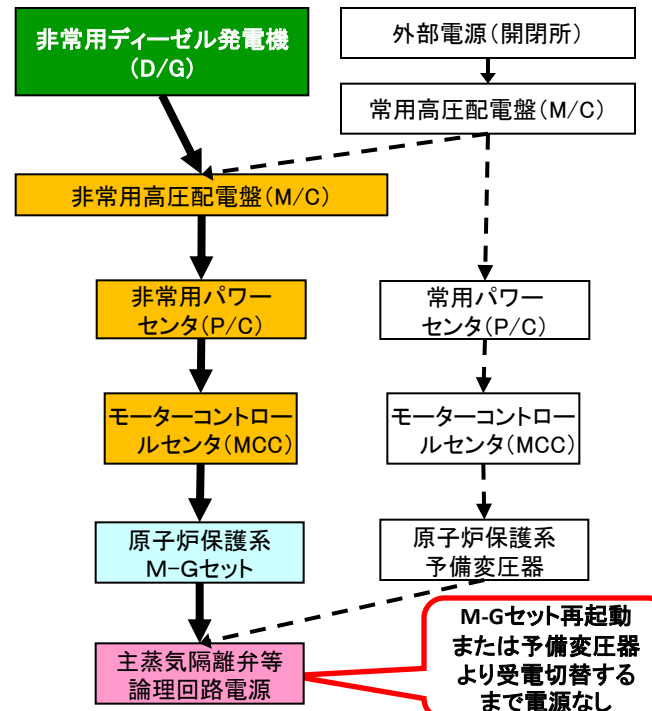 非常用ディーゼル発電機
(D/G)
外部電源(開閉所)
常用高圧配電盤(M/C)
非常用高圧配電盤(M/C)
非常用パワー
センタ(P/C)
常用パワー
センタ(P/C)
モーターコントロー
ルセンタ(MCC)
モーターコントロー
ルセンタ(MCC)
原子炉保護系
M-Gセット
原子炉保護系
予備変圧器
主蒸気隔離弁等
論理回路電源
M-Gセット再起動
または予備変圧器
より受電切替する
まで電源なし